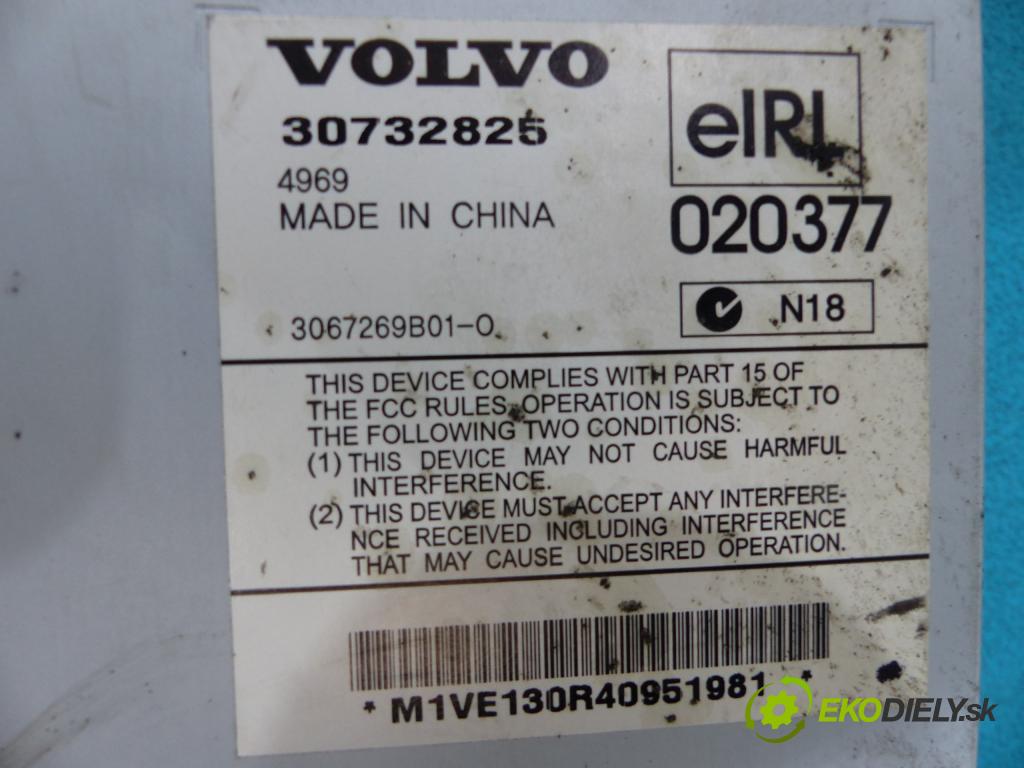 VOLVO
30732825
4969
MADE IN CHINA
eIRL
020377
N18
3067269B01-0
THIS DEVICE COMPLIES WITH PART 15 OF
THE FCC RULES. OPERATION IS SUBJECT TO
THE FOLLOWING TWO CONDITIONS:
(1) THIS DEVICE MAY NOT CAUSE HARMFUL
INTERFERENCE.
(2) THIS DEVICE MUST ACCEPT ANY INTERFERE-
NCE RECEIVED INCLUDING INTERFERENCE
THAT MAY CAUSE UNDESIRED OPERATION.
* M1VE130R40951981 *
EKODIELY.sk